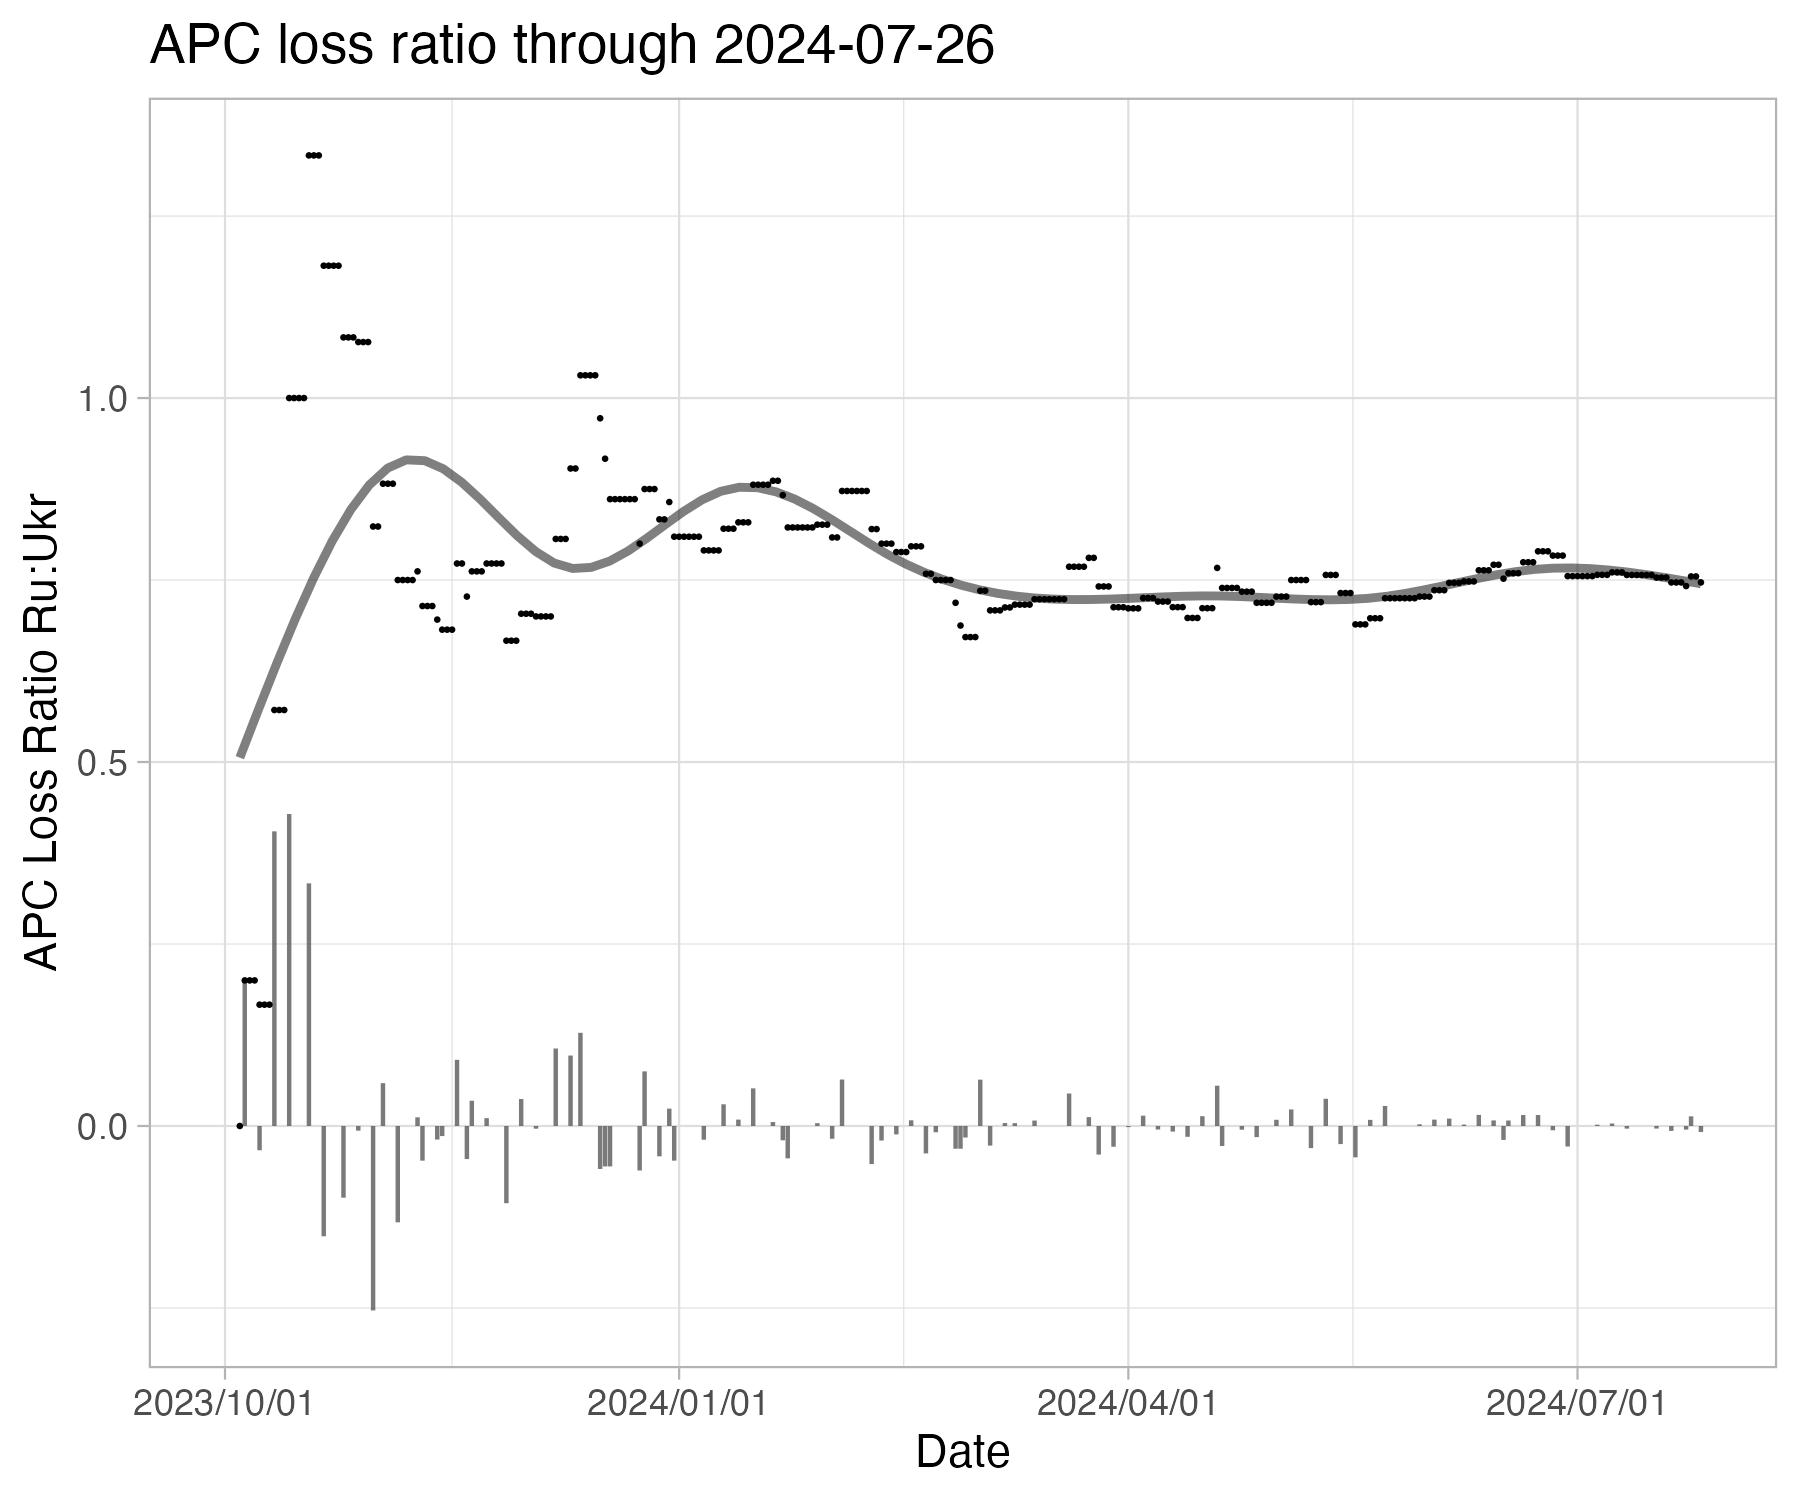 APC loss ratio through 2024-07-26
APC Loss Ratio Ru:Ukr
1.0
0.5
0.0
2023/10/01 2024/01/01 2024/04/01 2024/07/01
Date